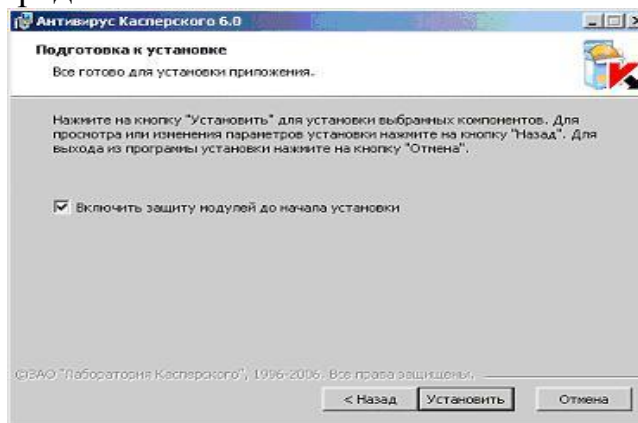 Антивирус Касперского 6.0
Подготовка к установке
Все готово для установки приложения.
Нажмите на кнопку "Установить" для установки выбранных компонентов. Для
просмотра или изменения параметров установки нажмите на кнопку "Назад". Для
выхода из программы установки нажмите на кнопку "Отмена".
Включить защиту модулей до начала установки
©ЗАО "Лаборатория Касперского", 1996-2006. Все права защищены.
< Назад
Установить
Отмена